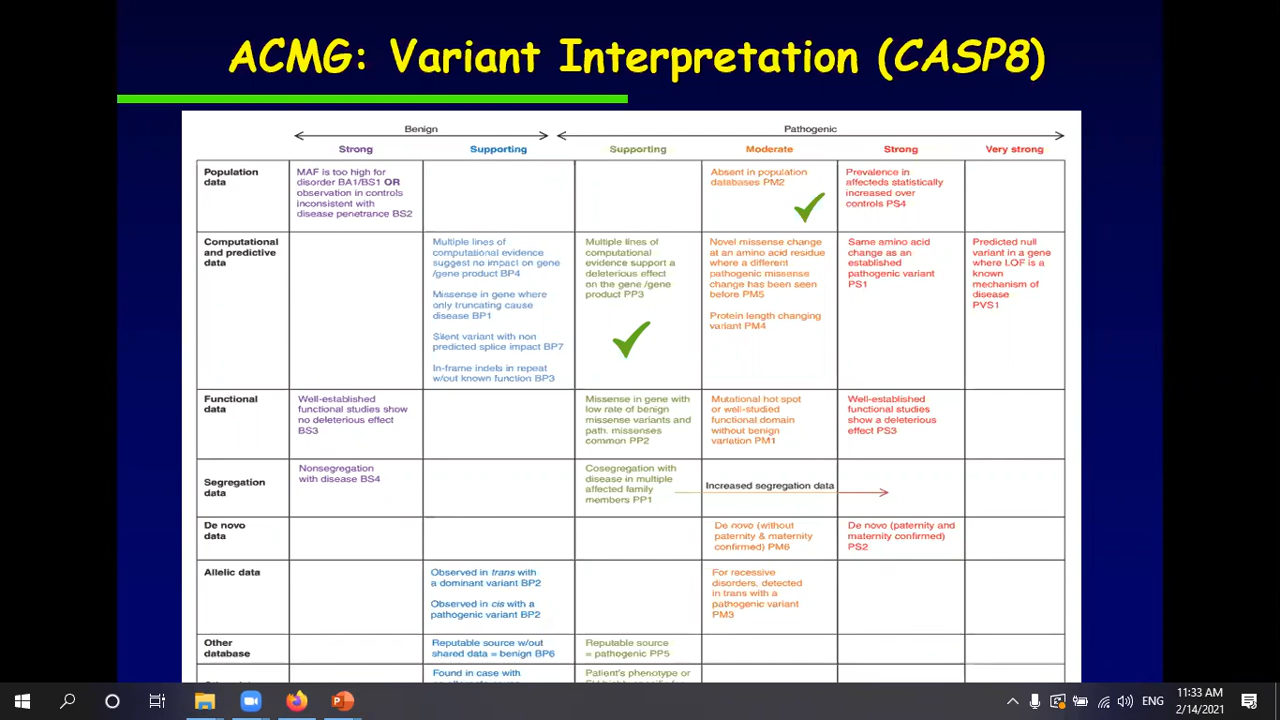 ACMG: Variant Interpretation (CASP8)
Benign
Pathogenic
Strong
Supporting
Supporting
Moderate
Strong
Very strong
Population
data
MAF is too high for
disorder BA1/BS1 OR
observation in controls
inconsistent with
disease penetrance BS2
Absent in population
databases PM2
Prevalence in
affecteds statistically
increased over
controls PS4
Computational
and predictive
data
Multiple lines of
computational evidence
suggest no impact on gene
/gene product BP4
Missense in gene where
only truncating cause
disease BP1
Silent variant with non
predicted splice impact BP7
In-frame indels in repeat
w/out known function BP3
Multiple lines of
computational evidence
support a
deleterious effect
on the gene /gene
product PP3
Novel missense change
at an amino acid residue
where a different
pathogenic missense
change has been seen
before PM5
Protein length changing
variant PM4
Same amino acid
change as an
established
pathogenic variant
PS1
Predicted null
variant in a gene
where LOF is a
known
mechanism of
disease
PVS1
Functional
data
Well-established
functional studies show
no deleterious effect
BS3
Missense in gene with
low rate of benign
missense variants and
path. missenses
common PP2
Mutational hot spot
or well-studied
functional domain
without benign
variation PM1
Well-established
functional studies
show a deleterious
effect PS3
Segregation
data
Nonsegregation
with disease BS4
Cosegregation with
disease in multiple
affected family
members PP1
Increased segregation data
De novo
data
De novo (without
paternity & maternity
confirmed) PM6
De novo (paternity and
maternity confirmed)
PS2
Allelic data
Observed in trans with
a dominant variant BP2
Observed in cis with a
pathogenic variant BP2
For recessive
disorders, detected
in trans with a
pathogenic variant
PM3
Other
database
Reputable source w/out
shared data = benign BP6
Reputable source
= pathogenic PP5
Found in case with
Patient's phenotype or
ENG
11:33 AM
2/14/2021